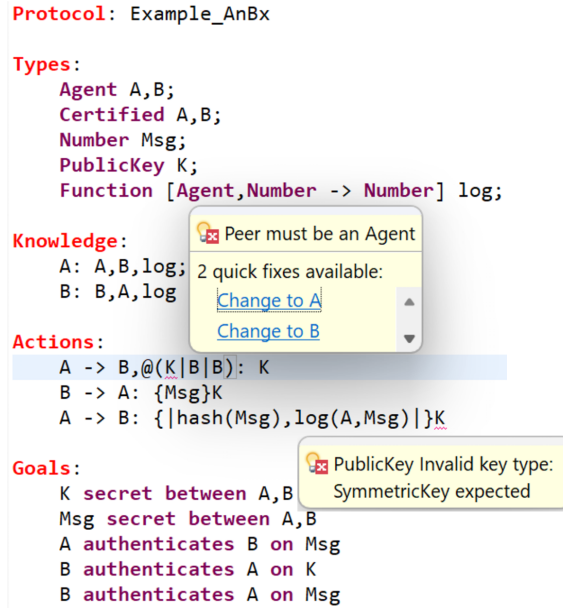 Protocol: Example_AnBx
Types:
Agent A,B;
Certified A,B;
Number Msg;
PublicKey K;
Function [Agent,Number -> Number] log;
Peer must be an Agent
Knowledge:
2 quick fixes available:
A: A,B,log;
Change to A
B: B,A,log
Change to B
Actions:
A -> B,@(K|B|B): K
B -> A: {Msg}K
A -> B: {|hash(Msg),log(A,Msg)|}K
PublicKey Invalid key type:
SymmetricKey expected
Goals:
K secret between A,B
Msg secret between A,B
A authenticates B on Msg
B authenticates A on K
B authenticates A on Msg